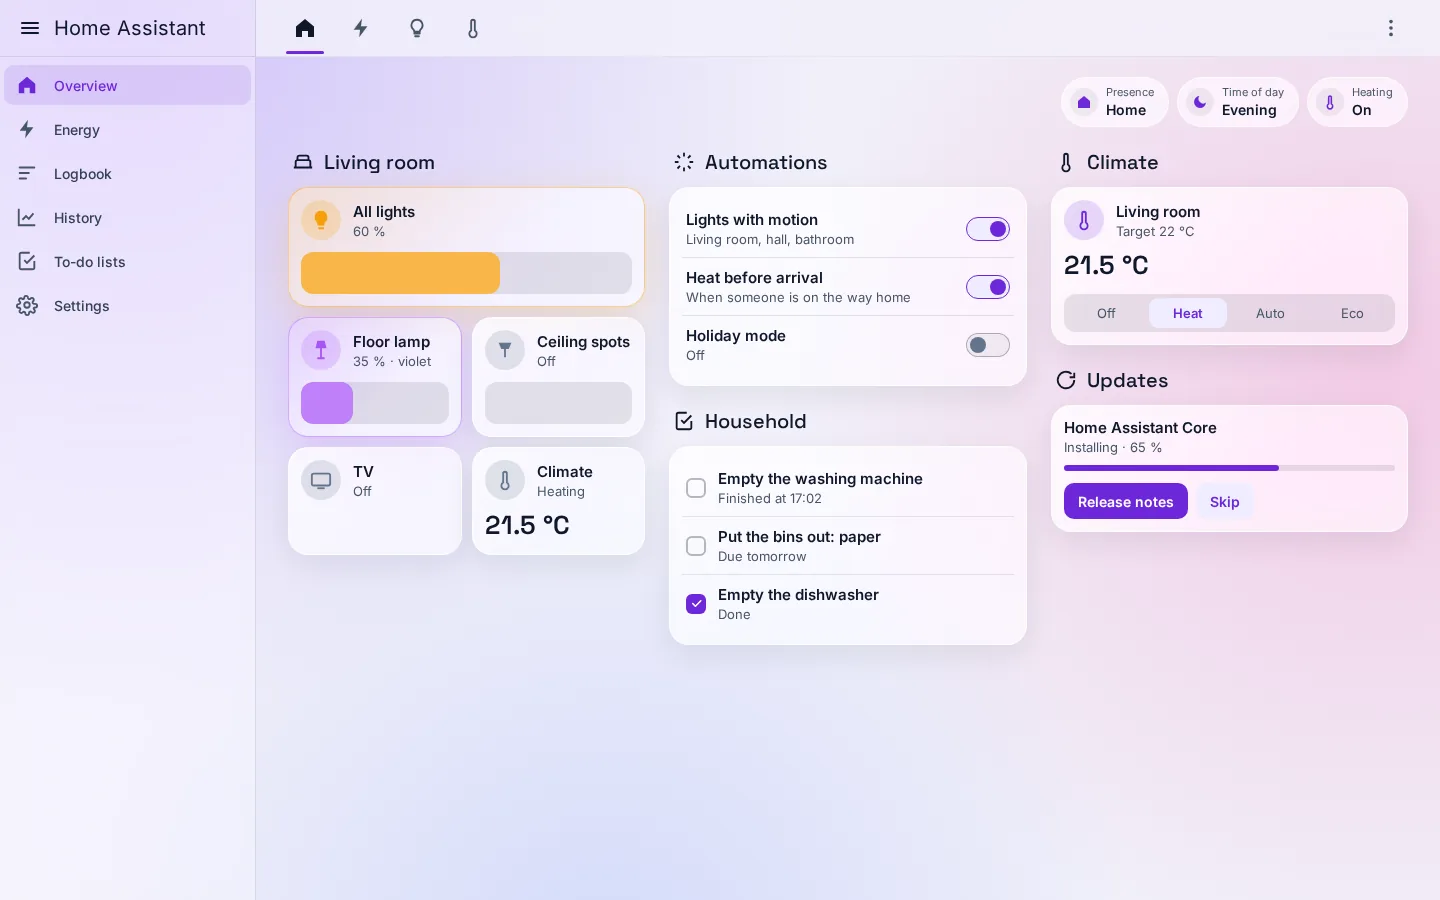 Home Assistant
Overview
Energy
Logbook
History
To-do lists
Settings
Presence
Home
Time of day
Evening
Heating
On
Living room
All lights
60 %
Floor lamp
35 % · violet
Ceiling spots
Off
TV
Off
Climate
Heating
21.5 °C
Automations
Lights with motion
Living room, hall, bathroom
Heat before arrival
When someone is on the way home
Holiday mode
Off
Household
Empty the washing machine
Finished at 17:02
Put the bins out: paper
Due tomorrow
Empty the dishwasher
Done
Climate
Living room
Target 22 °C
21.5 °C
Off Heat Auto Eco
Updates
Home Assistant Core
Installing · 65 %
Release notes Skip